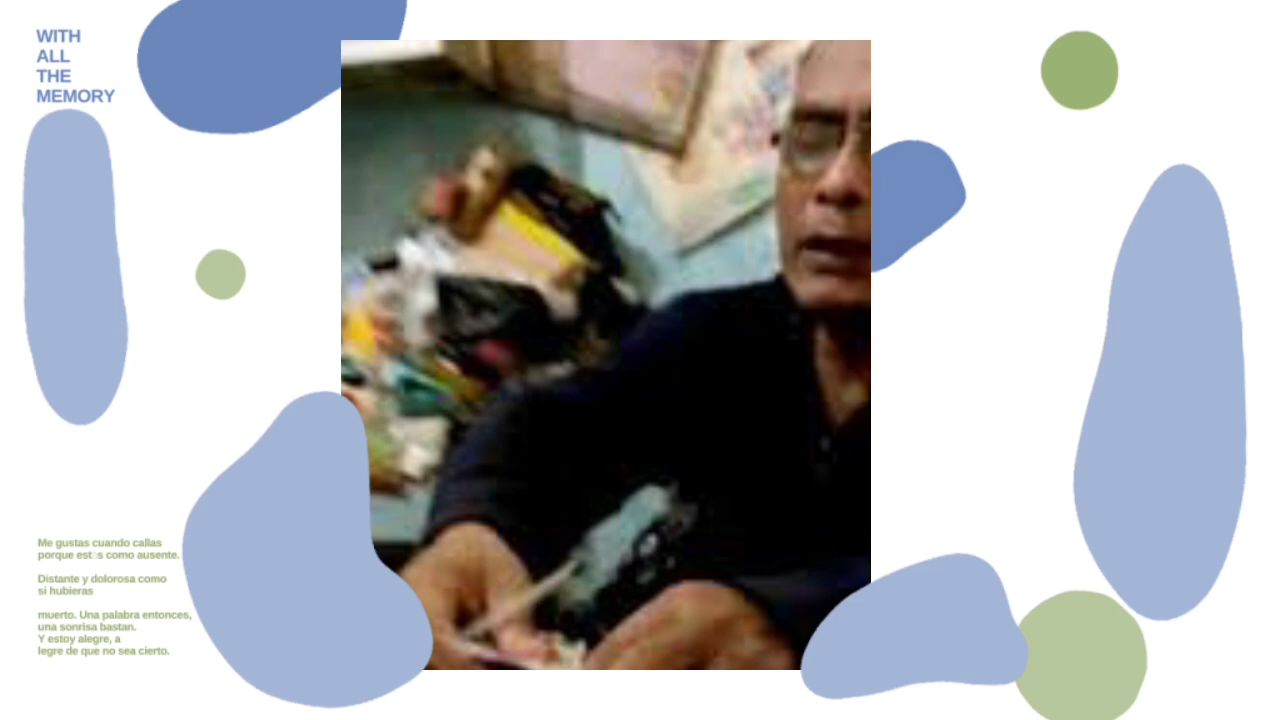 WITH
ALL
THE
MEMORY
Me gustas cuando callas
porque est s como ausente.
Distante y dolorosa como
si hubieras
muerto. Una palabra entonces,
una sonrisa bastan.
Y estoy alegre, a
legre de que no sea cierto.